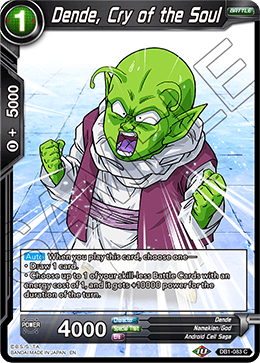 1
Dende, Cry of the Soul
BATTLE
+ 5000
Auto When you play this card, choose one—
• Draw 1 card.
• Choose up to 1 of your skill-less Battle Cards with an
energy cost of 1, and it gets +10000 power for the
duration of the turn.
POWER
4000
Character Dende
Special Trait Namekian/God
Era Android Cell Saga
©B.S./S.,T.A.
BANDAI MADE IN JAPAN EN
DB1-083 C